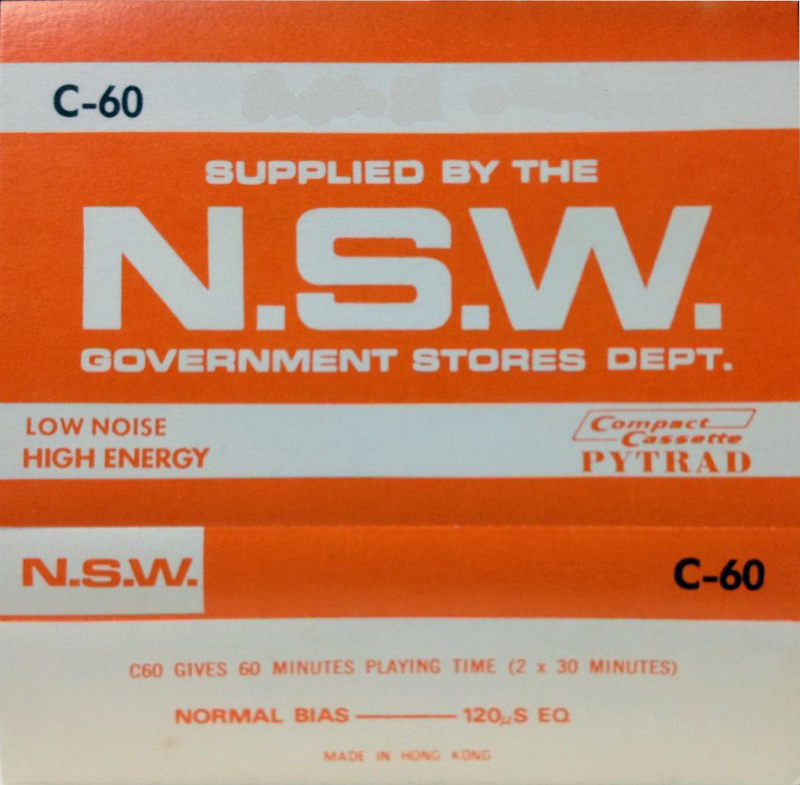 C-60
SUPPLIED BY THE
N.S.W.
GOVERNMENT STORES DEPT.
LOW NOISE
HIGH ENERGY
Compact
Cassette
PYTRAD
N.S.W.
C-60
C60 GIVES 60 MINUTES PLAYING TIME (2 x 30 MINUTES)
NORMAL BIAS — 120µS EQ
MADE IN HONG KONG